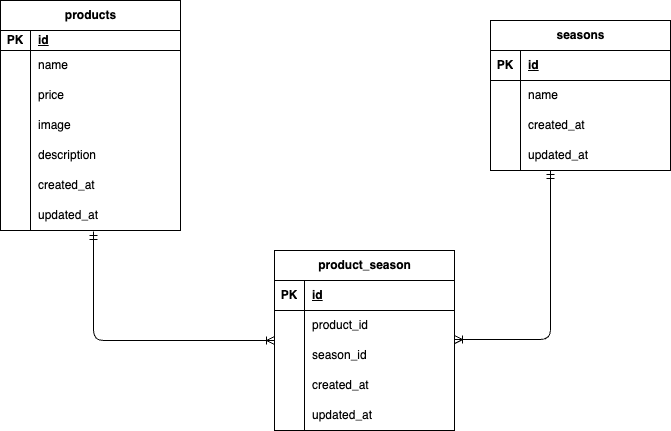 products
PK id
name
price
image
description
created_at
updated_at
seasons
PK id
name
created_at
updated_at
product_season
PK id
product_id
season_id
created_at
updated_at